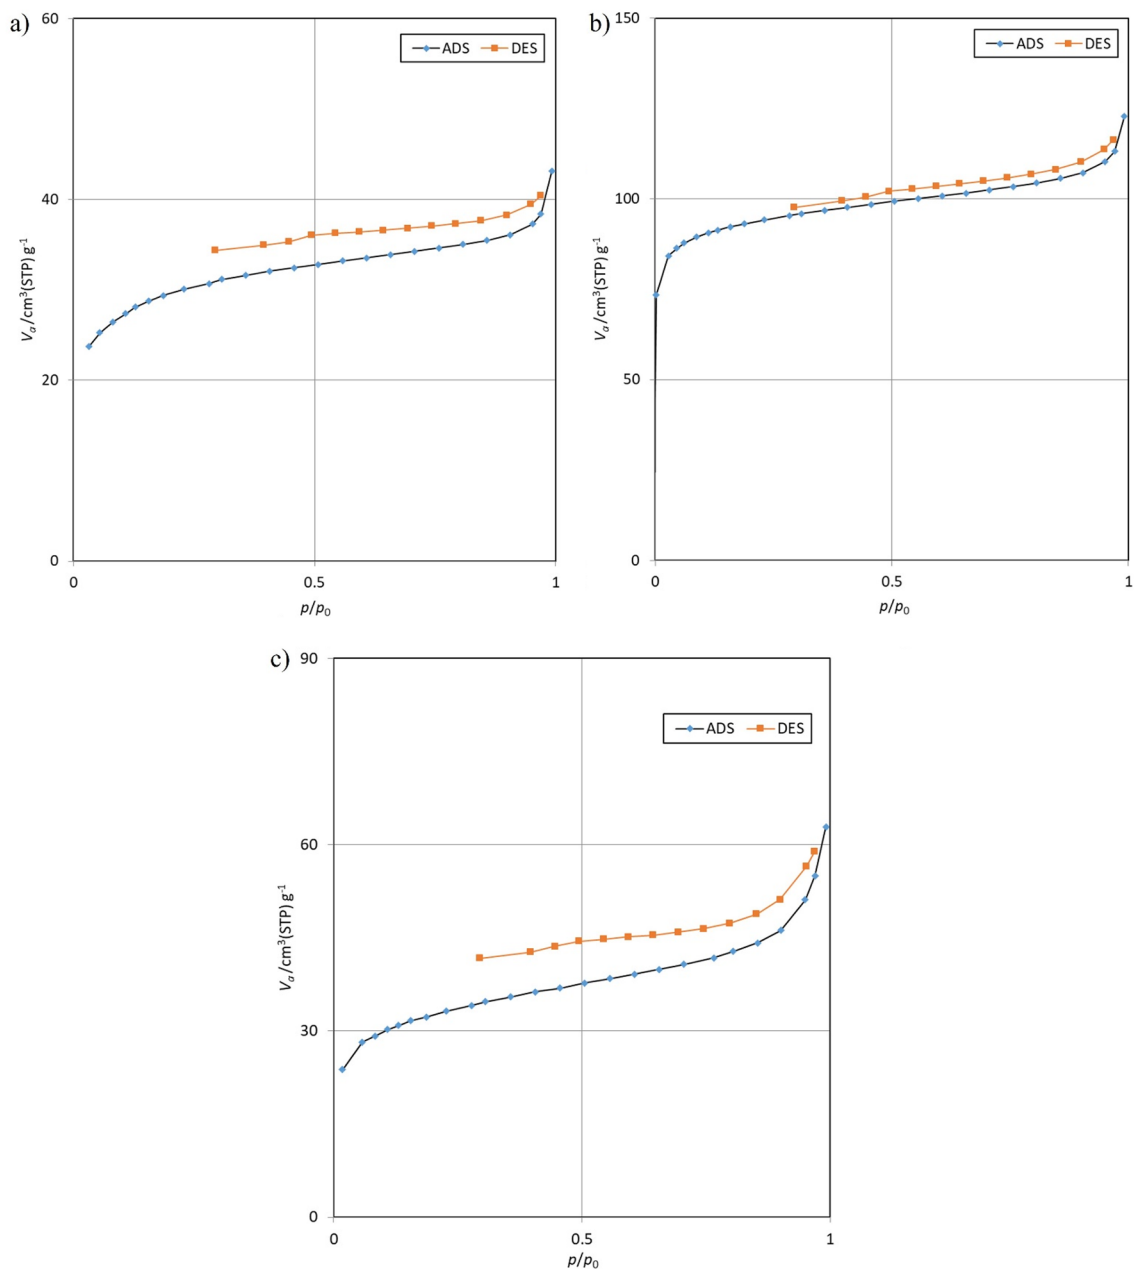 a)
60
ADS DES
40
20
0
Va/cm³(STP) g⁻¹
0 0.5 1
p/p₀
b)
150
ADS DES
100
50
0
Va/cm³(STP) g⁻¹
0 0.5 1
p/p₀
c)
90
ADS DES
60
30
0
Va/cm³(STP) g⁻¹
0 0.5 1
p/p₀